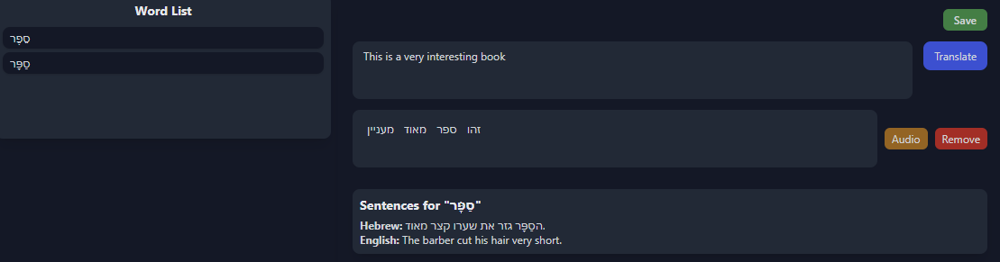 Word List
סֵפֶר
סַפָּר
Save
This is a very interesting book
Translate
זהו ספר מאוד מעניין
Audio
Remove
Sentences for "סַפָּר"
Hebrew: הסַפָּר גזר את שערו קצר מאוד.
English: The barber cut his hair very short.